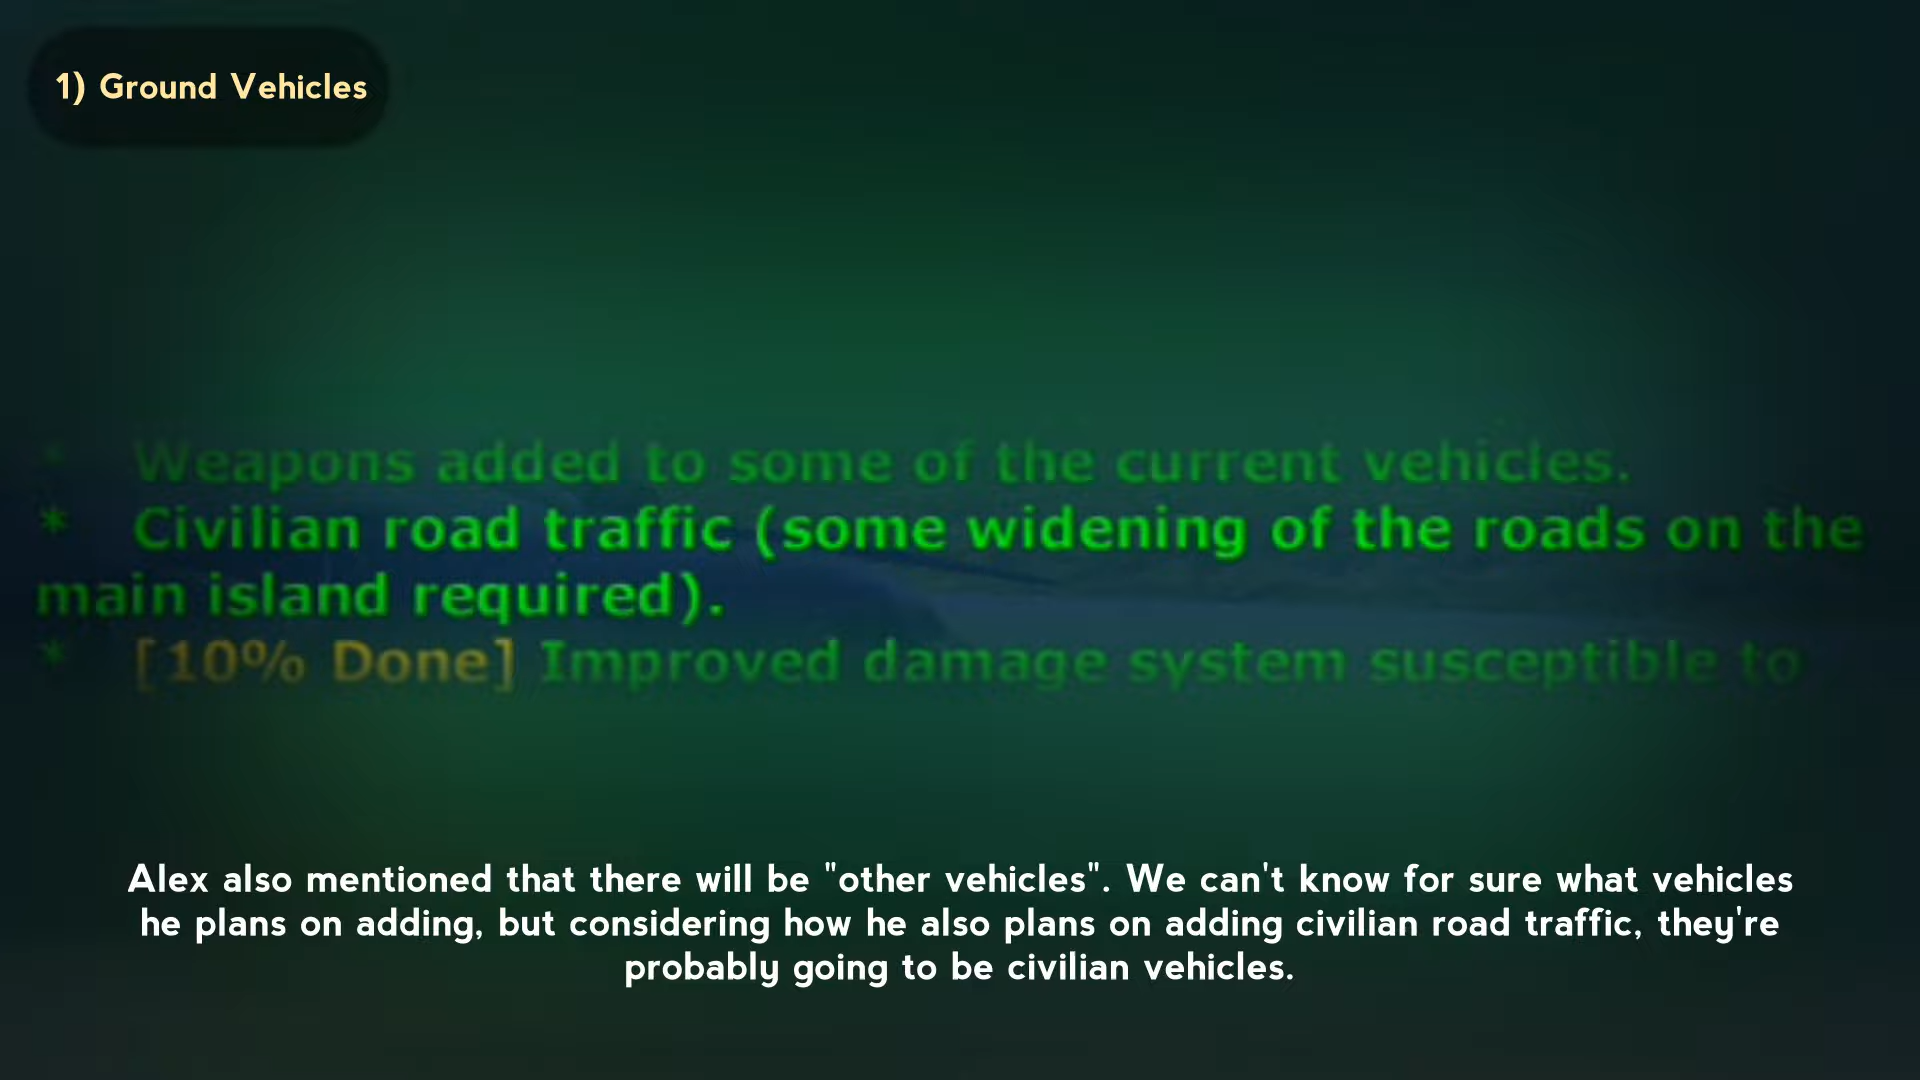 1) Ground Vehicles
* Weapons added to some of the current vehicles.
* Civilian road traffic (some widening of the roads on the
main island required).
* [10% Done] Improved damage system susceptible to
Alex also mentioned that there will be "other vehicles". We can't know for sure what vehicles
he plans on adding, but considering how he also plans on adding civilian road traffic, they're
probably going to be civilian vehicles.